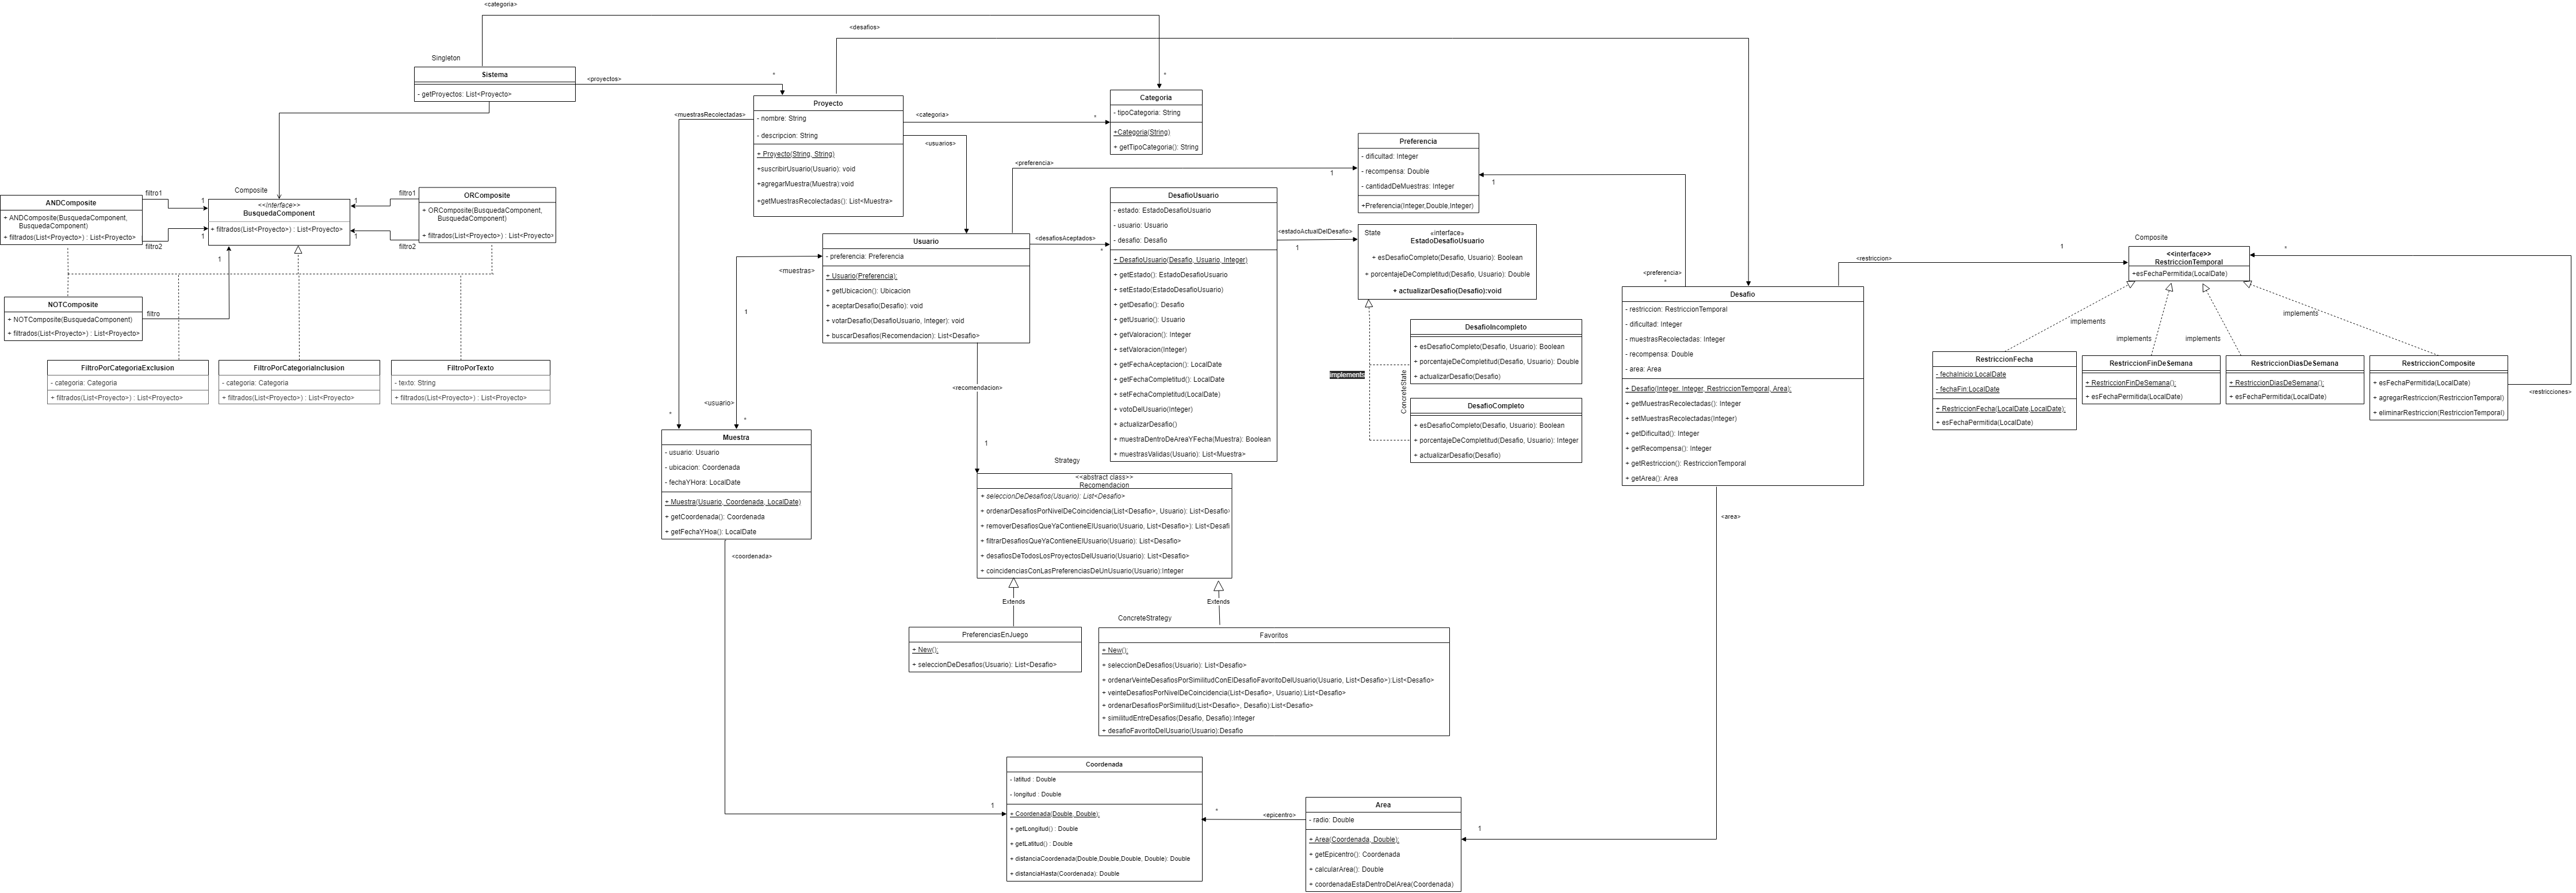 <categoria>
<desafios>
Singleton
Sistema
- getProyectos: List<Proyecto>
<proyectos>
*
*
Proyecto
- nombre: String
- descripcion: String
+ Proyecto(String, String)
+suscribirUsuario(Usuario): void
+agregarMuestra(Muestra):void
+getMuestrasRecolectadas(): List<Muestra>
<muestrasRecolectadas>
<categoria>
*
<usuarios>
Categoria
- tipoCategoria: String
+Categoria(String)
+ getTipoCategoria(): String
Preferencia
- dificultad: Integer
- recompensa: Double
- cantidadDeMuestras: Integer
+Preferencia(Integer,Double,Integer)
<preferencia>
1
1
Composite
<<interface>>
BusquedaComponent
+ filtrados(List<Proyecto>) : List<Proyecto>
ANDComposite
+ ANDComposite(BusquedaComponent,
BusquedaComponent)
+ filtrados(List<Proyecto>) : List<Proyecto>
filtro1
1
filtro2
1
ORComposite
+ ORComposite(BusquedaComponent,
BusquedaComponent)
+ filtrados(List<Proyecto>) : List<Proyecto>
filtro1
1
filtro2
1
NOTComposite
+ NOTComposite(BusquedaComponent)
+ filtrados(List<Proyecto>) : List<Proyecto>
filtro
1
FiltroPorCategoriaExclusion
- categoria: Categoria
+ filtrados(List<Proyecto>) : List<Proyecto>
FiltroPorCategoriaInclusion
- categoria: Categoria
+ filtrados(List<Proyecto>) : List<Proyecto>
FiltroPorTexto
- texto: String
+ filtrados(List<Proyecto>) : List<Proyecto>
Usuario
- preferencia: Preferencia
+ Usuario(Preferencia):
+ getUbicacion(): Ubicacion
+ aceptarDesafio(Desafio): void
+ votarDesafio(DesafioUsuario, Integer): void
+ buscarDesafios(Recomendacion): List<Desafio>
<desafiosAceptados>
*
<muestras>
1
<usuario>
*
*
<recomendacion>
1
DesafioUsuario
- estado: EstadoDesafioUsuario
- usuario: Usuario
- desafio: Desafio
+ DesafioUsuario(Desafio, Usuario, Integer)
+ getEstado(): EstadoDesafioUsuario
+ setEstado(EstadoDesafioUsuario)
+ getDesafio(): Desafio
+ getUsuario(): Usuario
+ getValoracion(): Integer
+ setValoracion(Integer)
+ getFechaAceptacion(): LocalDate
+ getFechaCompletitud(): LocalDate
+ setFechaCompletitud(LocalDate)
+ votoDelUsuario(Integer)
+ actualizarDesafio()
+ muestraDentroDeAreaYFecha(Muestra): Boolean
+ muestrasValidas(Usuario): List<Muestra>
<estadoActualDelDesafio>
1
State
«interface»
EstadoDesafioUsuario
+ esDesafioCompleto(Desafio, Usuario): Boolean
+ porcentajeDeCompletitud(Desafio, Usuario): Double
+ actualizarDesafio(Desafio):void
implements
ConcreteState
DesafioIncompleto
+ esDesafioCompleto(Desafio, Usuario): Boolean
+ porcentajeDeCompletitud(Desafio, Usuario): Double
+ actualizarDesafio(Desafio)
DesafioCompleto
+ esDesafioCompleto(Desafio, Usuario): Boolean
+ porcentajeDeCompletitud(Desafio, Usuario): Integer
+ actualizarDesafio(Desafio)
<preferencia>
*
Desafio
- restriccion: RestriccionTemporal
- dificultad: Integer
- muestrasRecolectadas: Integer
- recompensa: Double
- area: Area
+ Desafio(Integer, Integer, RestriccionTemporal, Area):
+ getMuestrasRecolectadas(): Integer
+ setMuestrasRecolectadas(Integer)
+ getDificultad(): Integer
+ getRecompensa(): Integer
+ getRestriccion(): RestriccionTemporal
+ getArea(): Area
<restriccion>
1
Composite
<<interface>>
RestriccionTemporal
+esFechaPermitida(LocalDate)
*
implements
implements
implements
implements
RestriccionFecha
- fechaInicio:LocalDate
- fechaFin:LocalDate
+ RestriccionFecha(LocalDate,LocalDate):
+ esFechaPermitida(LocalDate)
RestriccionFinDeSemana
+ RestriccionFinDeSemana():
+ esFechaPermitida(LocalDate)
RestriccionDiasDeSemana
+ RestriccionDiasDeSemana():
+ esFechaPermitida(LocalDate)
RestriccionComposite
+ esFechaPermitida(LocalDate)
+ agregarRestriccion(RestriccionTemporal)
+ eliminarRestriccion(RestriccionTemporal)
<restricciones>
Muestra
- usuario: Usuario
- ubicacion: Coordenada
- fechaYHora: LocalDate
+ Muestra(Usuario, Coordenada, LocalDate)
+ getCoordenada(): Coordenada
+ getFechaYHoa(): LocalDate
<coordenada>
Strategy
<<abstract class>>
Recomendacion
+ seleccionDeDesafios(Usuario): List<Desafio>
+ ordenarDesafiosPorNivelDeCoincidencia(List<Desafio>, Usuario): List<Desafio>
+ removerDesafiosQueYaContieneElUsuario(Usuario, List<Desafio>): List<Desafi
+ filtrarDesafiosQueYaContieneElUsuario(Usuario): List<Desafio>
+ desafiosDeTodosLosProyectosDelUsuario(Usuario): List<Desafio>
+ coincidenciasConLasPreferenciasDeUnUsuario(Usuario):Integer
Extends
Extends
ConcreteStrategy
PreferenciasEnJuego
+ New():
+ seleccionDeDesafios(Usuario): List<Desafio>
Favoritos
+ New():
+ seleccionDeDesafios(Usuario): List<Desafio>
+ ordenarVeinteDesafiosPorSimilitudConElDesafioFavoritoDelUsuario(Usuario, List<Desafio>):List<Desafio>
+ veinteDesafiosPorNivelDeCoincidencia(List<Desafio>, Usuario):List<Desafio>
+ ordenarDesafiosPorSimilitud(List<Desafio>, Desafio):List<Desafio>
+ similitudEntreDesafios(Desafio, Desafio):Integer
+ desafioFavoritoDelUsuario(Usuario):Desafio
<area>
1
Coordenada
- latitud : Double
- longitud : Double
+ Coordenada(Double, Double):
+ getLongitud() : Double
+ getLatitud() : Double
+ distanciaCoordenada(Double,Double,Double, Double): Double
+ distanciaHasta(Coordenada): Double
1
*
<epicentro>
Area
- radio: Double
+ Area(Coordenada, Double):
+ getEpicentro(): Coordenada
+ calcularArea(): Double
+ coordenadaEstaDentroDelArea(Coordenada)